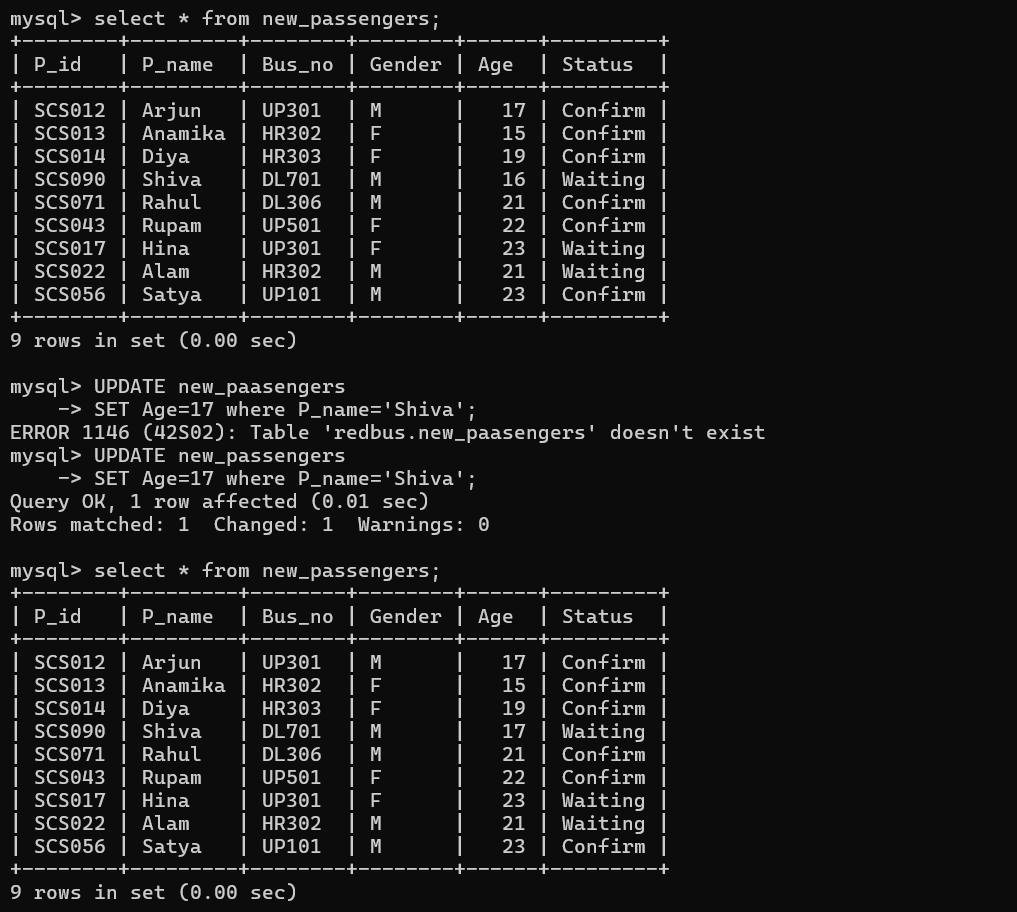 mysql> select * from new_passengers;
+--------+---------+--------+--------+------+---------+
| P_id   | P_name  | Bus_no | Gender | Age  | Status  |
+--------+---------+--------+--------+------+---------+
| SCS012 | Arjun   | UP301  | M      |   17 | Confirm |
| SCS013 | Anamika | HR302  | F      |   15 | Confirm |
| SCS014 | Diya    | HR303  | F      |   19 | Confirm |
| SCS090 | Shiva   | DL701  | M      |   16 | Waiting |
| SCS071 | Rahul   | DL306  | M      |   21 | Confirm |
| SCS043 | Rupam   | UP501  | F      |   22 | Confirm |
| SCS017 | Hina    | UP301  | F      |   23 | Waiting |
| SCS022 | Alam    | HR302  | M      |   21 | Waiting |
| SCS056 | Satya   | UP101  | M      |   23 | Confirm |
+--------+---------+--------+--------+------+---------+
9 rows in set (0.00 sec)

mysql> UPDATE new_paasengers
    -> SET Age=17 where P_name='Shiva';
ERROR 1146 (42S02): Table 'redbus.new_paasengers' doesn't exist
mysql> UPDATE new_passengers
    -> SET Age=17 where P_name='Shiva';
Query OK, 1 row affected (0.01 sec)
Rows matched: 1  Changed: 1  Warnings: 0

mysql> select * from new_passengers;
+--------+---------+--------+--------+------+---------+
| P_id   | P_name  | Bus_no | Gender | Age  | Status  |
+--------+---------+--------+--------+------+---------+
| SCS012 | Arjun   | UP301  | M      |   17 | Confirm |
| SCS013 | Anamika | HR302  | F      |   15 | Confirm |
| SCS014 | Diya    | HR303  | F      |   19 | Confirm |
| SCS090 | Shiva   | DL701  | M      |   17 | Waiting |
| SCS071 | Rahul   | DL306  | M      |   21 | Confirm |
| SCS043 | Rupam   | UP501  | F      |   22 | Confirm |
| SCS017 | Hina    | UP301  | F      |   23 | Waiting |
| SCS022 | Alam    | HR302  | M      |   21 | Waiting |
| SCS056 | Satya   | UP101  | M      |   23 | Confirm |
+--------+---------+--------+--------+------+---------+
9 rows in set (0.00 sec)